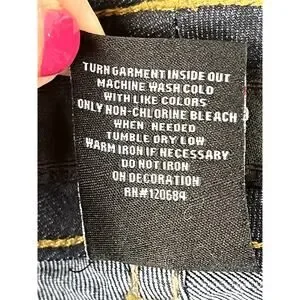 TURN GARMENT INSIDE OUT
MACHINE WASH COLD
WITH LIKE COLORS
ONLY NON-CHLORINE BLEACH
WHEN NEEDED
TUMBLE DRY LOW
WARM IRON IF NECESSARY
DO NOT IRON
ON DECORATION
RN#120684